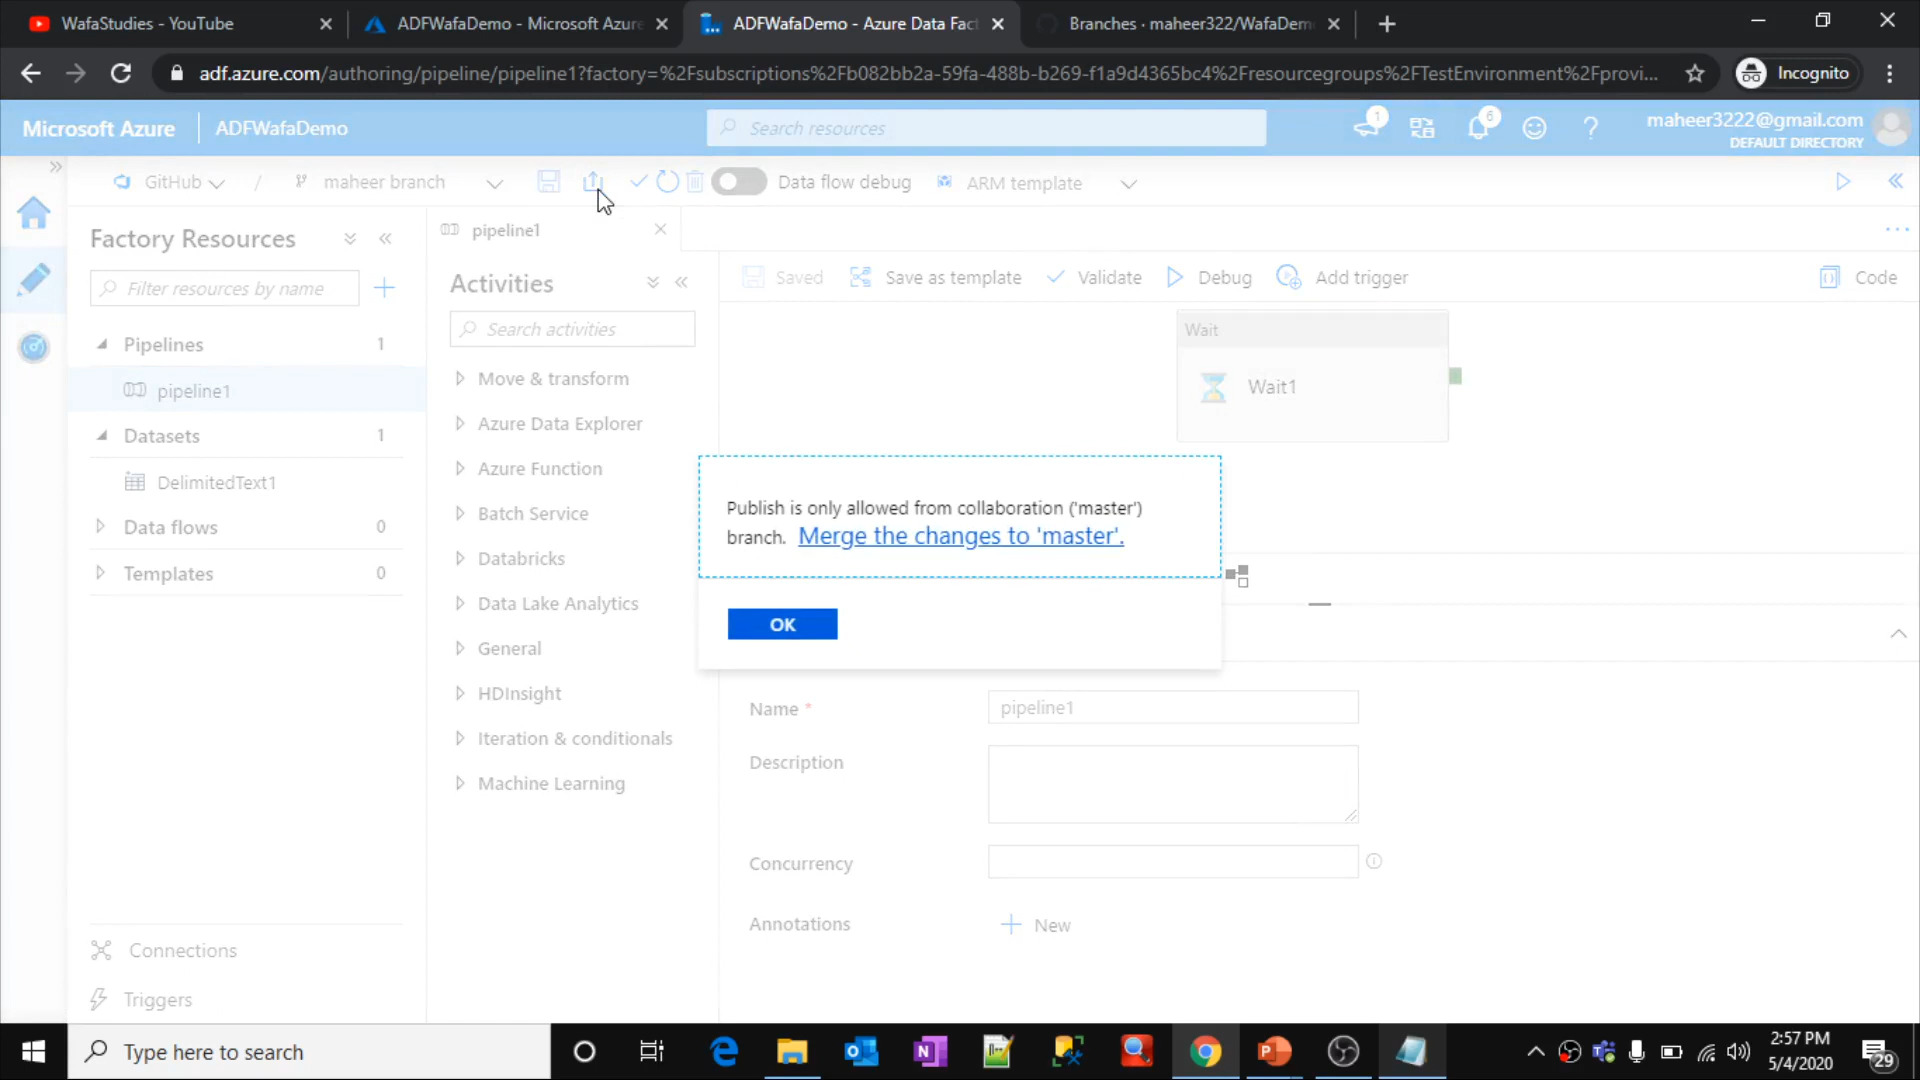 WafaStudies - YouTube
ADFWafaDemo - Microsoft Azure
ADFWafaDemo - Azure Data Fact
Branches · maheer322/WafaDem
adf.azure.com/authoring/pipeline/pipeline1?factory=%2Fsubscriptions%2Fb082bb2a-59fa-488b-b269-f1a9d4365bc4%2Fresourcegroups%2FTestEnvironment%2Fprovi...
Incognito
Microsoft Azure
ADFWafaDemo
Search resources
1
6
maheer3222@gmail.com
DEFAULT DIRECTORY
GitHub
/
maheer branch
Data flow debug
ARM template
Factory Resources
Filter resources by name
Pipelines 1
pipeline1
Datasets 1
DelimitedText1
Data flows 0
Templates 0
Connections
Triggers
pipeline1
Activities
Search activities
Move & transform
Azure Data Explorer
Azure Function
Batch Service
Databricks
Data Lake Analytics
General
HDInsight
Iteration & conditionals
Machine Learning
Saved
Save as template
Validate
Debug
Add trigger
Code
Wait
Wait1
Publish is only allowed from collaboration ('master')
branch. Merge the changes to 'master'.
OK
Name *
pipeline1
Description
Concurrency
Annotations
New
Type here to search
2:57 PM
5/4/2020
29